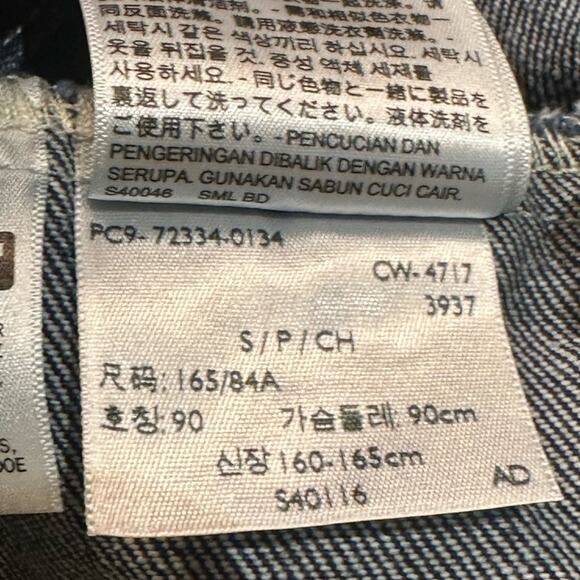 同反面洗滌。請用液態洗衣劑洗滌。-
세탁시 같은 색상끼리 하십시오. 세탁시
옷을 뒤집을 것. 중성 액체 세제를
사용하세요. -同じ色物と一緒に製品を
裏返して洗ってください。液体洗剤を
ご使用下さい。-PENCUCIAN DAN
PENGERINGAN DIBALIK DENGAN WARNA
SERUPA. GUNAKAN SABUN CUCI CAIR.
S40046 SML BD
PC9-72334-0134
CW-4717
3937
S/P/CH
尺码: 165/84A
호칭: 90 가슴둘레: 90cm
신장 160-165cm
S40116
AD
S,
OE